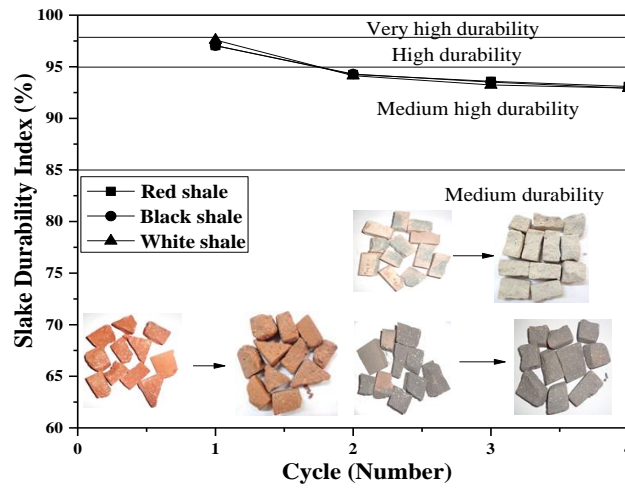 100
95
90
85
80
75
70
65
60
Slake Durability Index (%)
Very high durability
High durability
Medium high durability
Medium durability
Red shale
Black shale
White shale
0
1
2
3
Cycle (Number)